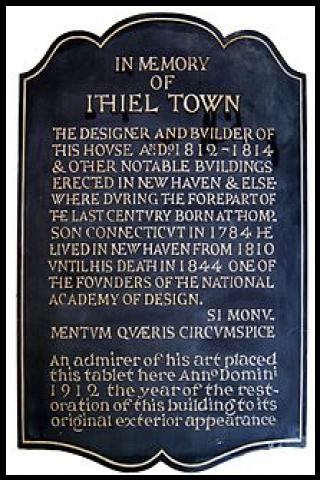 IN MEMORY
OF
ITHIEL TOWN
THE DESIGNER AND BVILDER OF
THIS HOVSE ANDO 1812-1814
& OTHER NOTABLE BVILDINGS
ERECTED IN NEW HAVEN & ELSE-
WHERE DVRING THE FOREPART OF
THE LAST CENTVRY BORN AT THOMP-
SON CONNECTICVT IN 1784 HE
LIVED IN NEW HAVEN FROM 1810
VNTIL HIS DEATH IN 1844 ONE OF
THE FOVNDERS OF THE NATIONAL
ACADEMY OF DESIGN.
SI MONV-
MENTVM QVÆRIS CIRCVMSPICE
An admirer of his art placed
this tablet here Anno Domini
1912 the year of the rest-
oration of this building to its
original exterior appearance